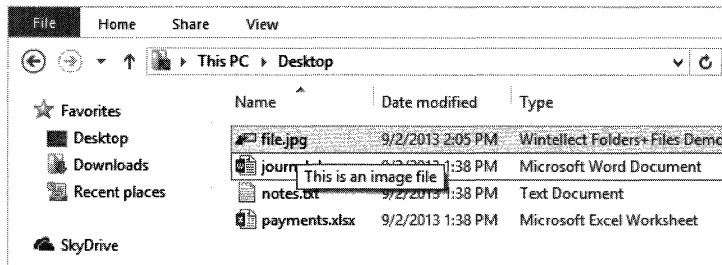 File Home Share View
This PC Desktop
Name Date modified Type
Favorites
Desktop file.jpg 9/2/2013 2:05 PM Wintellect Folders+Files Demo
Downloads 1:38 PM Microsoft Word Document
This is an image file
Recent places notes.txt 9/2/2013 1:38 PM Text Document
payments.xlsx 9/2/2013 1:38 PM Microsoft Excel Worksheet
SkyDrive